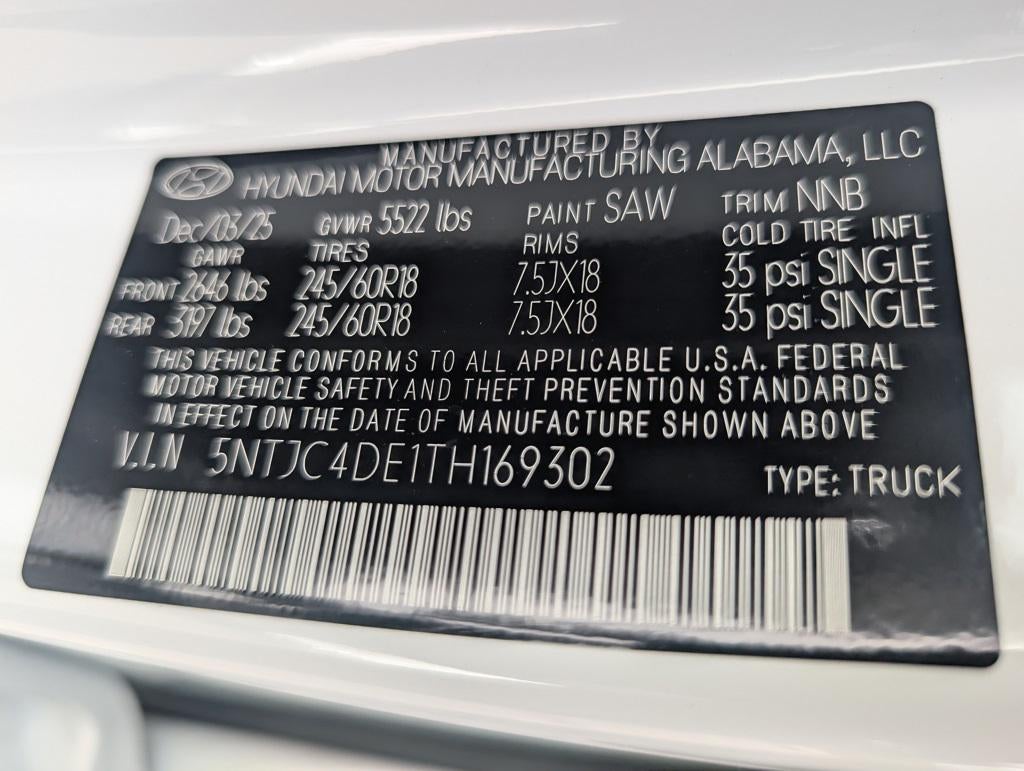 MANUFACTURED BY
HYUNDAI MOTOR MANUFACTURING ALABAMA, LLC
Dec/03/25 GVWR 5522 lbs PAINT SAW TRIM NNB
GAWR TIRES RIMS COLD TIRE INFL
FRONT 2646 lbs 245/60R18 7.5JX18 35 psi SINGLE
REAR 3197 lbs 245/60R18 7.5JX18 35 psi SINGLE
THIS VEHICLE CONFORMS TO ALL APPLICABLE U.S.A. FEDERAL
MOTOR VEHICLE SAFETY AND THEFT PREVENTION STANDARDS
IN EFFECT ON THE DATE OF MANUFACTURE SHOWN ABOVE
V.I.N 5NTJC4DE1TH169302 TYPE: TRUCK